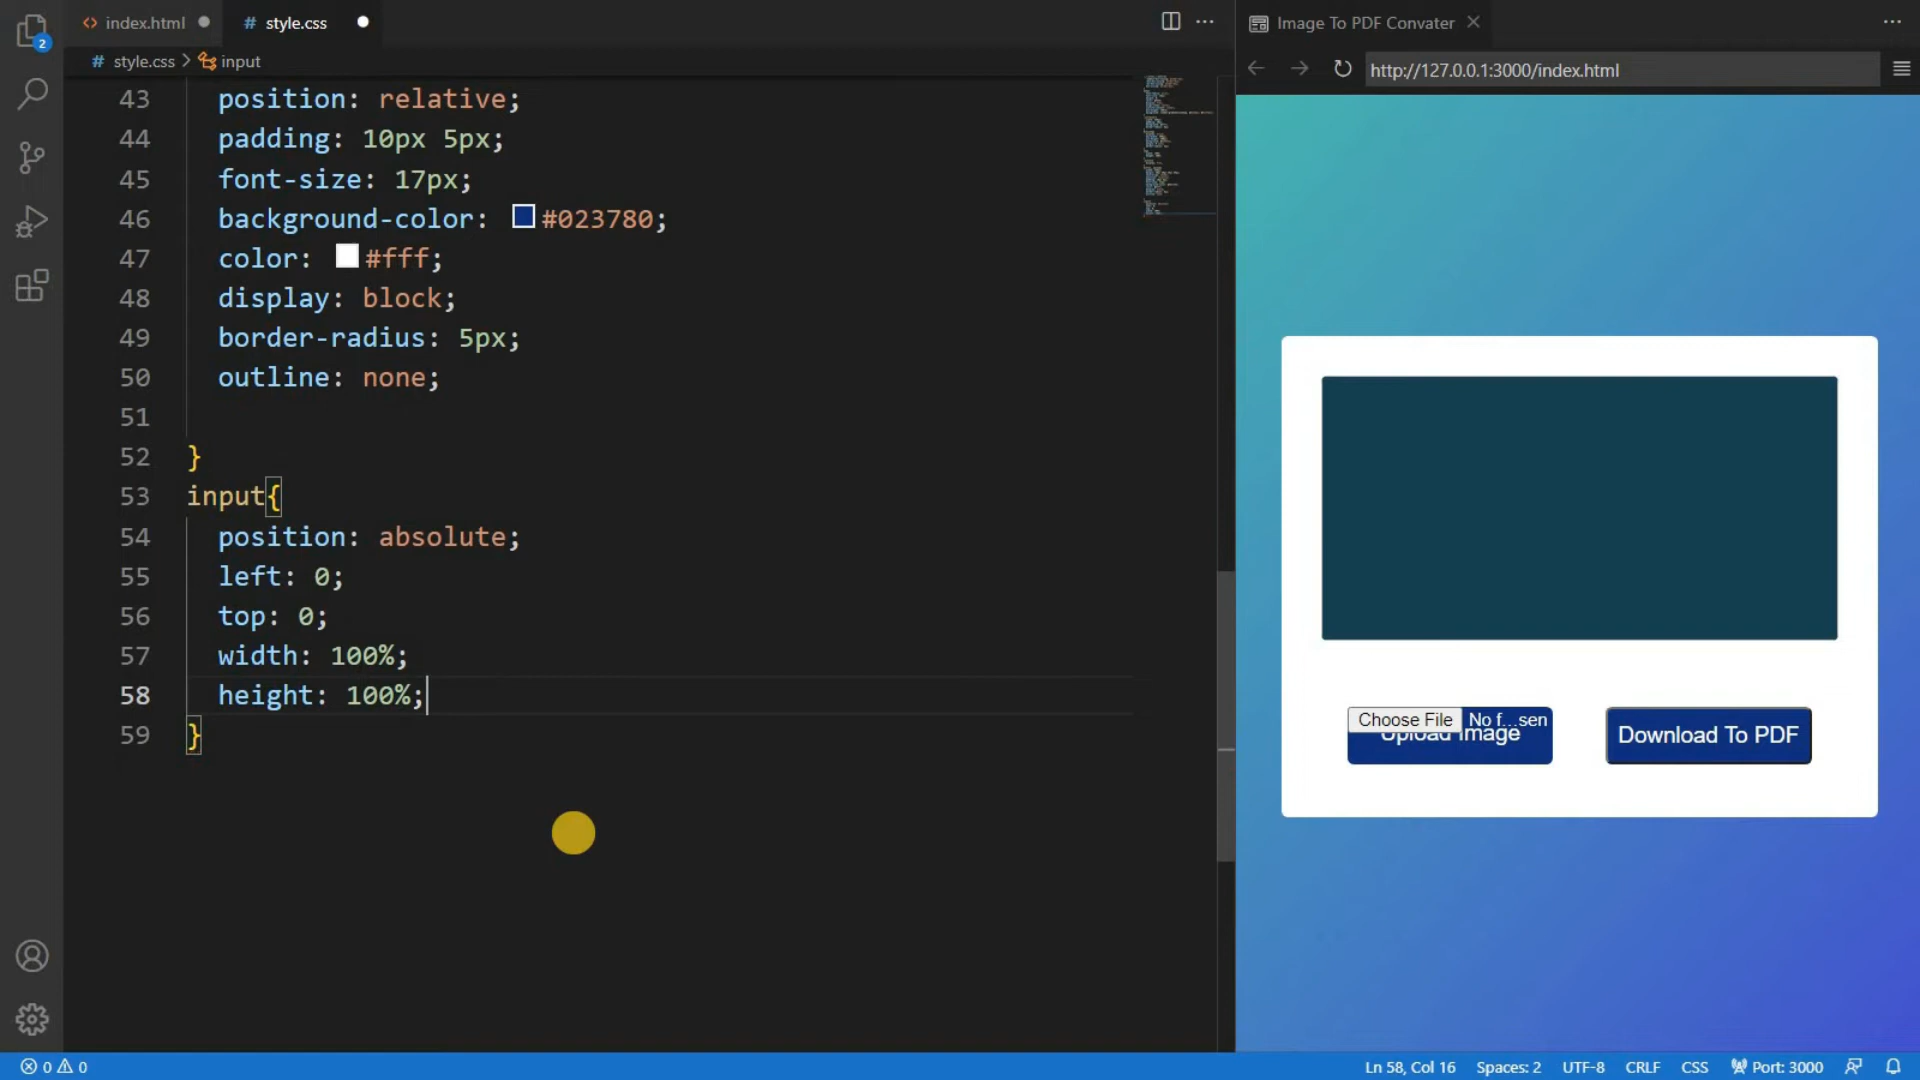 index.html
# style.css
# style.css > input
43 position: relative;
44 padding: 10px 5px;
45 font-size: 17px;
46 background-color: #023780;
47 color: #fff;
48 display: block;
49 border-radius: 5px;
50 outline: none;
51
52 }
53 input{
54 position: absolute;
55 left: 0;
56 top: 0;
57 width: 100%;
58 height: 100%;
59 }
2
0 0
Ln 58, Col 16 Spaces: 2 UTF-8 CRLF CSS Port: 3000
Image To PDF Convater
http://127.0.0.1:3000/index.html
Choose File No f...sen
Upload Image
Download To PDF